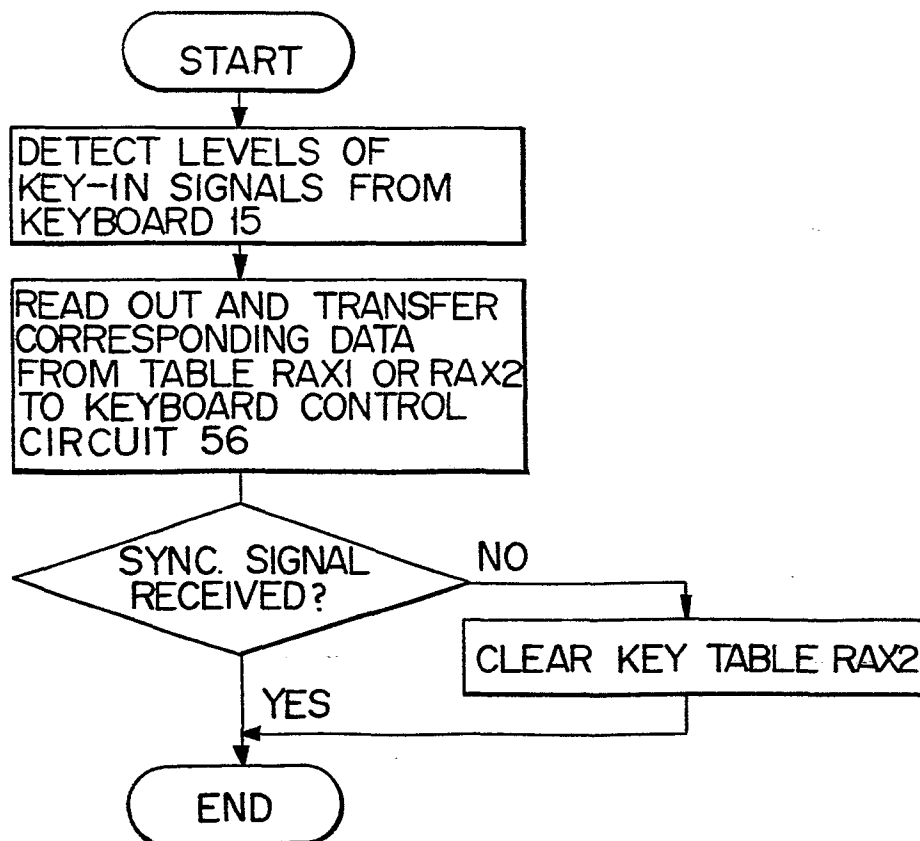 START
DETECT LEVELS OF
KEY-IN SIGNALS FROM
KEYBOARD 15
READ OUT AND TRANSFER
CORRESPONDING DATA
FROM TABLE RAX1 OR RAX2
TO KEYBOARD CONTROL
CIRCUIT 56
SYNC. SIGNAL
RECEIVED?
NO
CLEAR KEY TABLE RAX2
YES
END